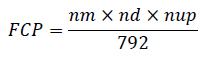 FCP = nm × nd × nup / 792